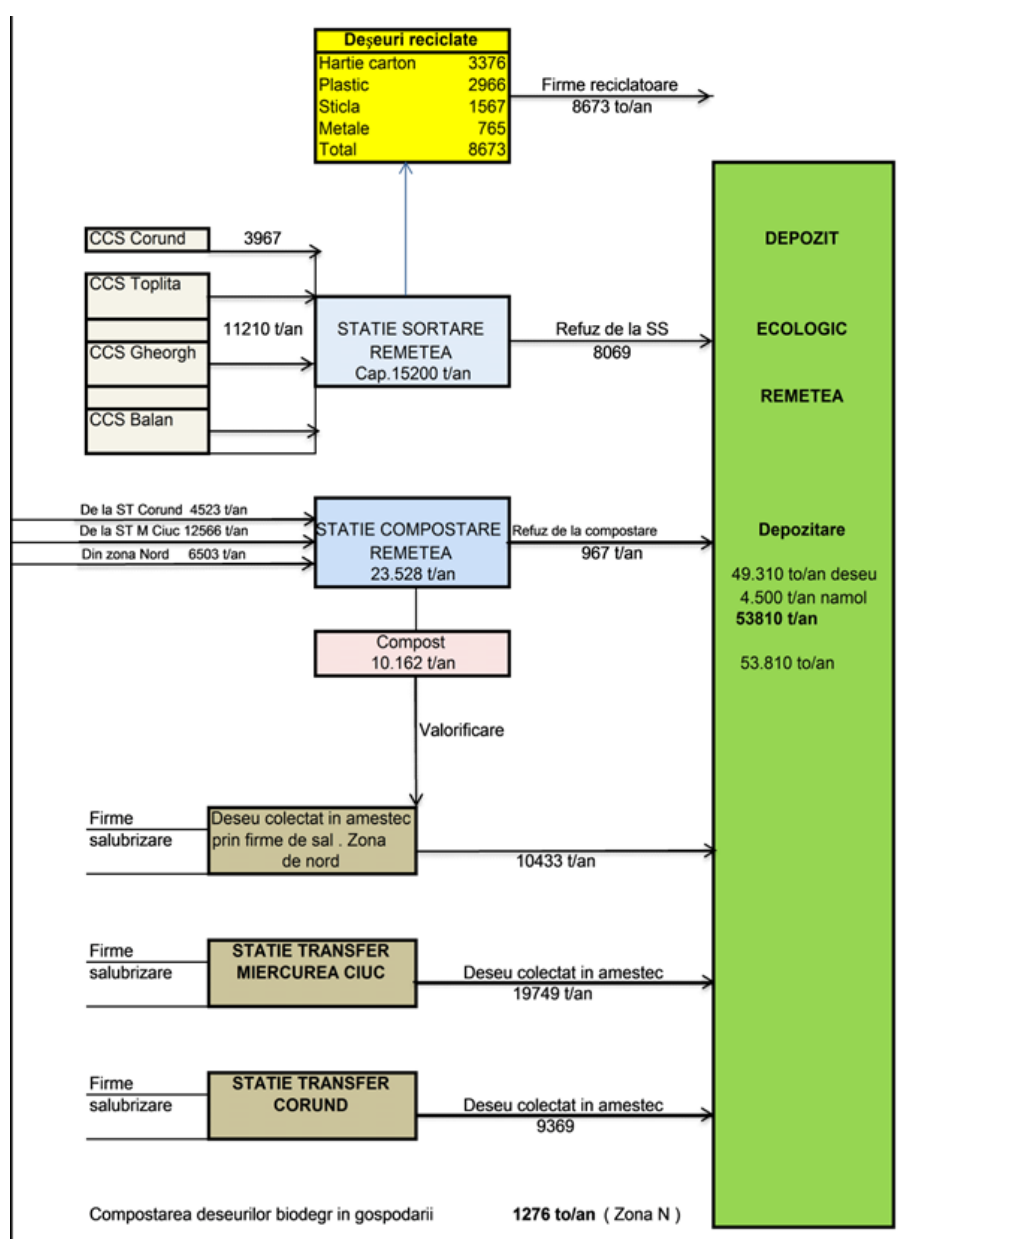 Deșeuri reciclate
Hartie carton 3376
Plastic 2966
Sticla 1567
Metale 765
Total 8673
Firme reciclatoare
8673 to/an
CCS Corund 3967
CCS Toplita
11210 t/an
CCS Gheorgh
CCS Balan
STATIE SORTARE
REMETEA
Cap.15200 t/an
Refuz de la SS
8069
DEPOZIT
ECOLOGIC
REMETEA
De la ST Corund 4523 t/an
De la ST M Ciuc 12566 t/an
Din zona Nord 6503 t/an
STATIE COMPOSTARE
REMETEA
23.528 t/an
Refuz de la compostare
967 t/an
Depozitare
49.310 to/an deseu
4.500 t/an namol
53810 t/an
53.810 to/an
Compost
10.162 t/an
Valorificare
Firme
salubrizare
Deseu colectat in amestec
prin firme de sal . Zona
de nord
10433 t/an
Firme
salubrizare
STATIE TRANSFER
MIERCUREA CIUC
Deseu colectat in amestec
19749 t/an
Firme
salubrizare
STATIE TRANSFER
CORUND
Deseu colectat in amestec
9369
Compostarea deseurilor biodegr in gospodarii 1276 to/an ( Zona N )